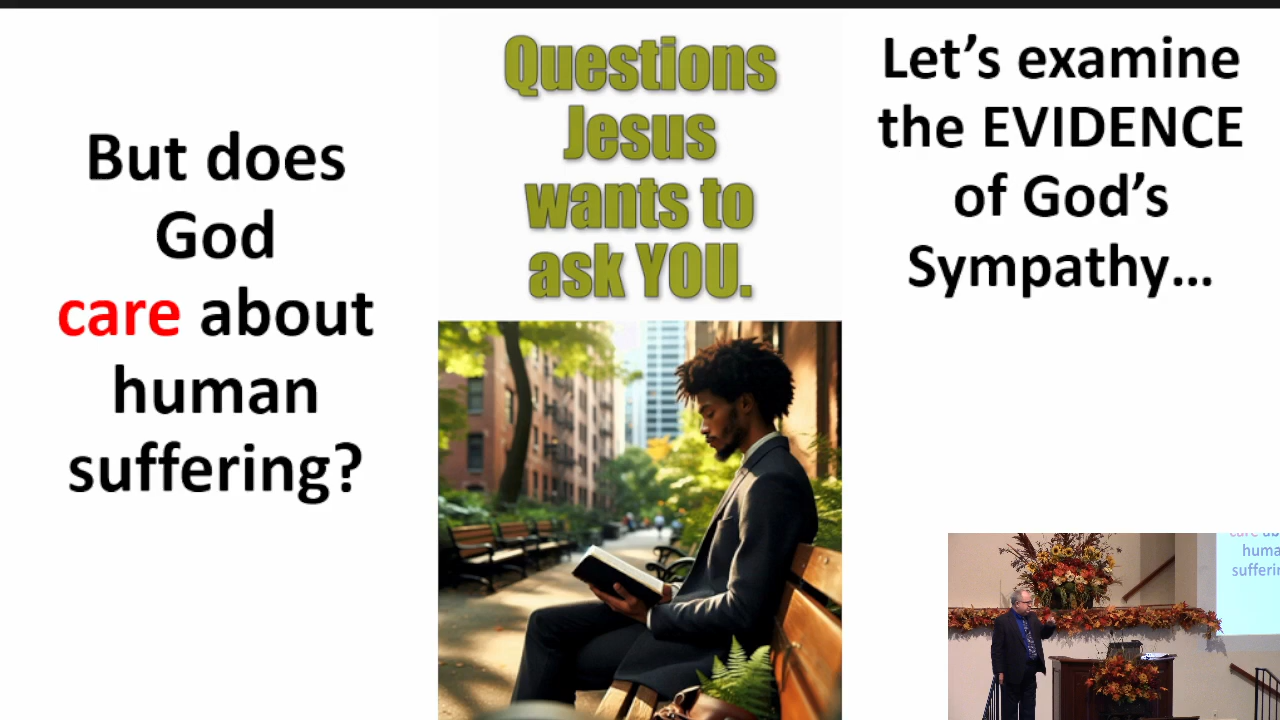 But does
God
care about
human
suffering?
Questions
Jesus
wants to
ask YOU.
Let’s examine
the EVIDENCE
of God’s
Sympathy...